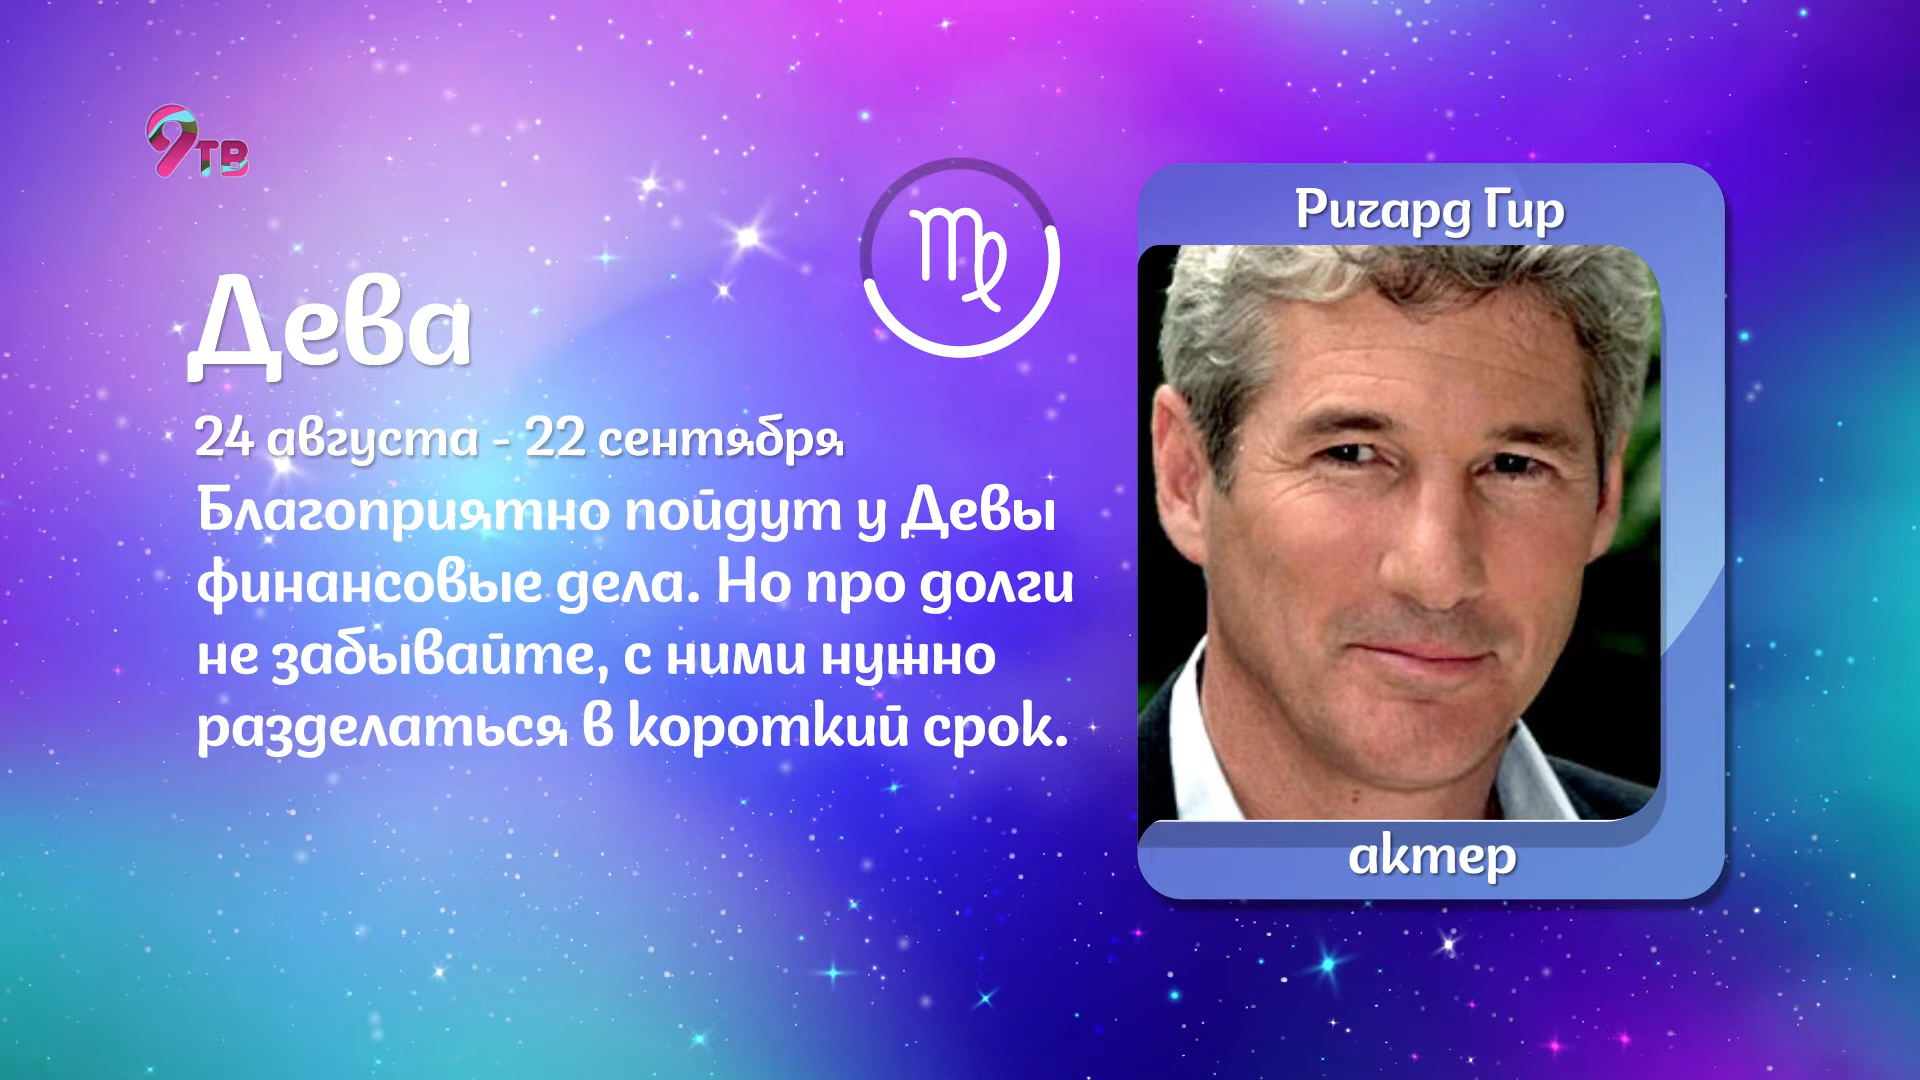 9ТВ
Дева
24 августа - 22 сентября
Благоприятно пойдут у Девы
финансовые дела. Но про долги
не забывайте, с ними нужно
разделаться в короткий срок.
Ричард Гир
актер